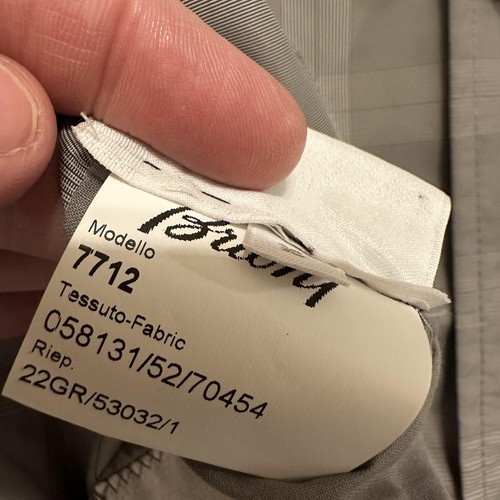 Brioni
Modello
7712
Tessuto-Fabric
058131/52/70454
Riep.
22GR/53032/1